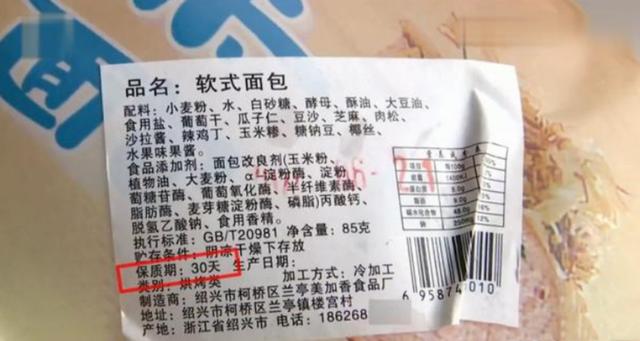 品名：软式面包
配料：小麦粉、水、白砂糖、酵母、酥油、大豆油、
食用盐、葡萄干、瓜子仁、豆沙、芝麻、肉松、
沙拉酱、辣鸡丁、玉米糁、糖钠豆、椰丝、
水果味果酱。
食品添加剂：面包改良剂(玉米粉、
植物油、大麦粉、α-淀粉酶、淀粉
葡糖苷酶、葡萄氧化酶、半纤维素酶、
脂肪酶、麦芽糖淀粉酶、磷脂)丙酸钙、
脱氢乙酸钠、食用香精。
执行标准：GB/T20981 净含量：85克
贮存条件：阴凉干燥下存放
保质期：30天 生产日期：
类别：烘烤类 加工方式：冷加工
制造商：绍兴市柯桥区兰亭美加香食品厂
地址：绍兴市柯桥区兰亭镇楼宫村
产地：浙江省绍兴市 电话：186268
6 958741 010